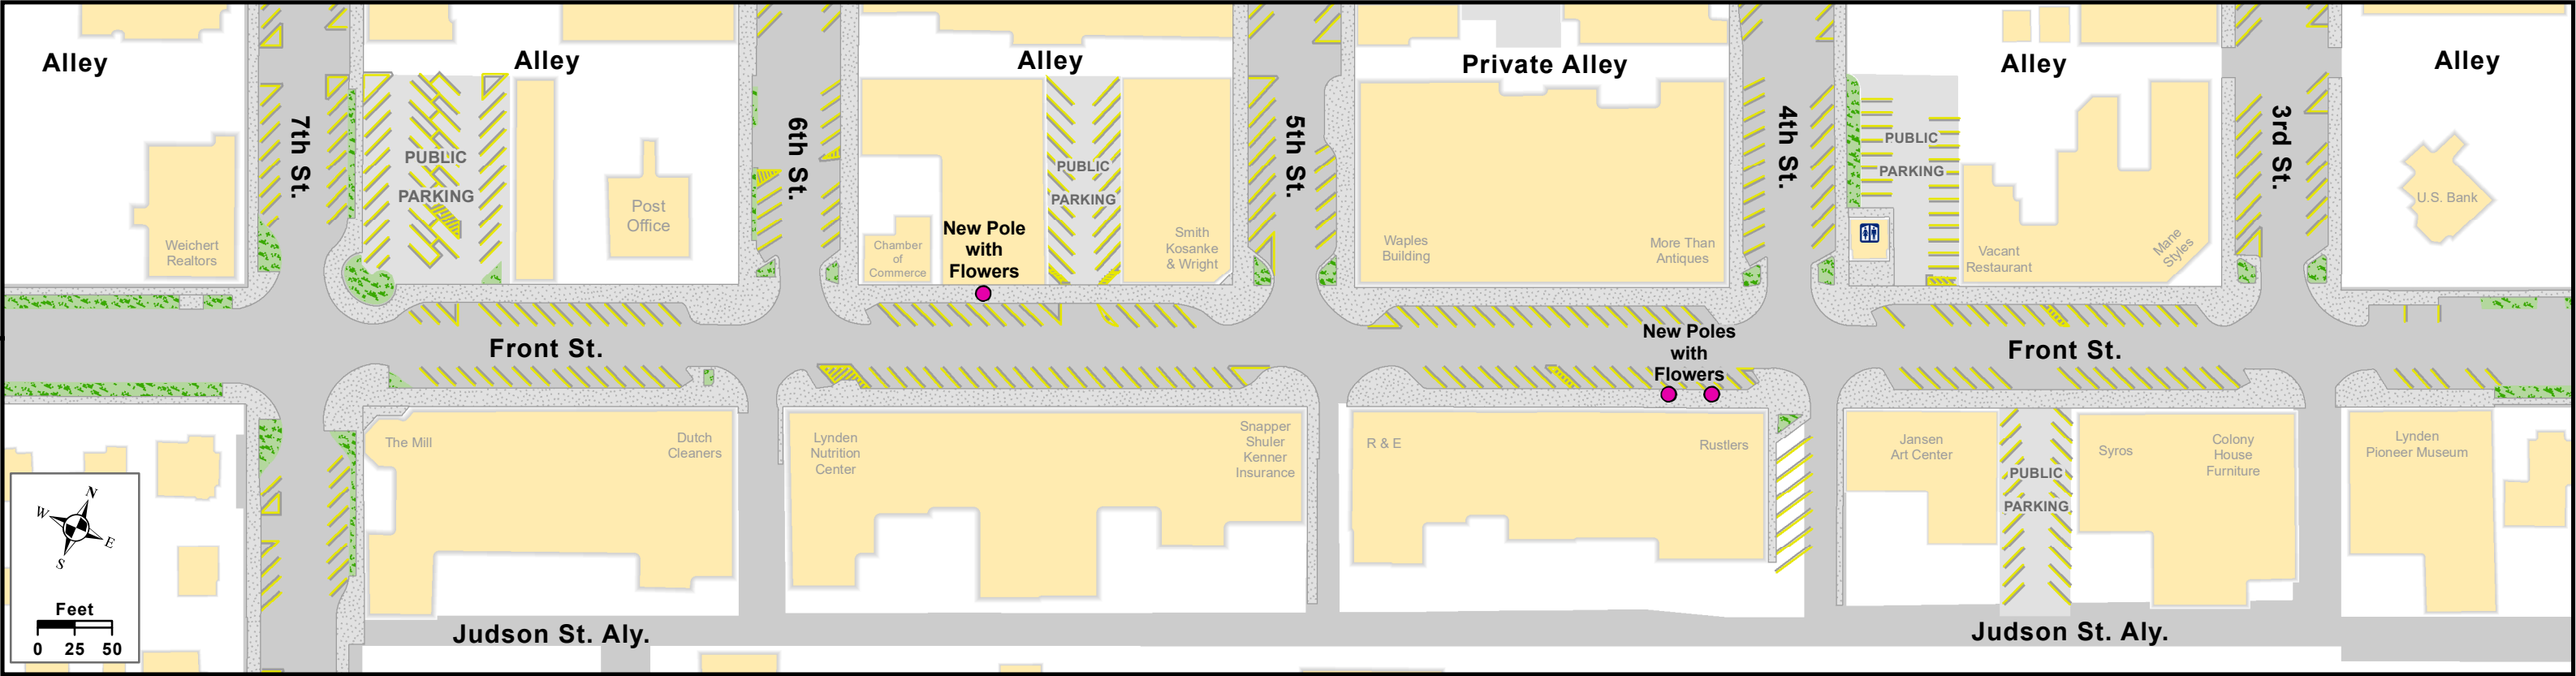 Alley
Alley
Alley
Private Alley
Alley
Alley
7th St.
6th St.
5th St.
4th St.
3rd St.
PUBLIC
PARKING
PUBLIC
PARKING
PUBLIC
PARKING
Weichert
Realtors
Post
Office
Chamber
of
Commerce
New Pole
with
Flowers
Smith
Kosanke
& Wright
Waples
Building
More Than
Antiques
Vacant
Restaurant
Mane
Styles
U.S. Bank
Front St.
New Poles
with
Flowers
Front St.
The Mill
Dutch
Cleaners
Lynden
Nutrition
Center
Snapper
Shuler
Kenner
Insurance
R & E
Rustlers
Jansen
Art Center
PUBLIC
PARKING
Syros
Colony
House
Furniture
Lynden
Pioneer Museum
N
W
E
S
Feet
0 25 50
Judson St. Aly.
Judson St. Aly.